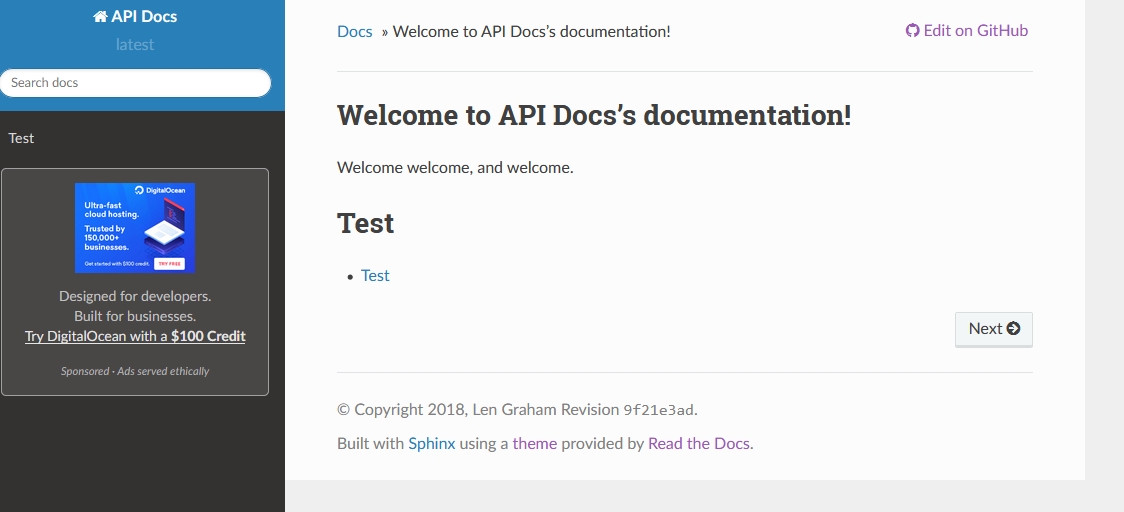 API Docs
latest
Search docs
Test
DigitalOcean
Ultra-fast
cloud hosting.
Trusted by
150,000+
businesses.
Get started with $100 credit.
TRY FREE
Designed for developers.
Built for businesses.
Try DigitalOcean with a $100 Credit
Sponsored · Ads served ethically
Docs » Welcome to API Docs’s documentation!
Edit on GitHub
Welcome to API Docs’s documentation!
Welcome welcome, and welcome.
Test
• Test
Next
© Copyright 2018, Len Graham Revision 9f21e3ad.
Built with Sphinx using a theme provided by Read the Docs.